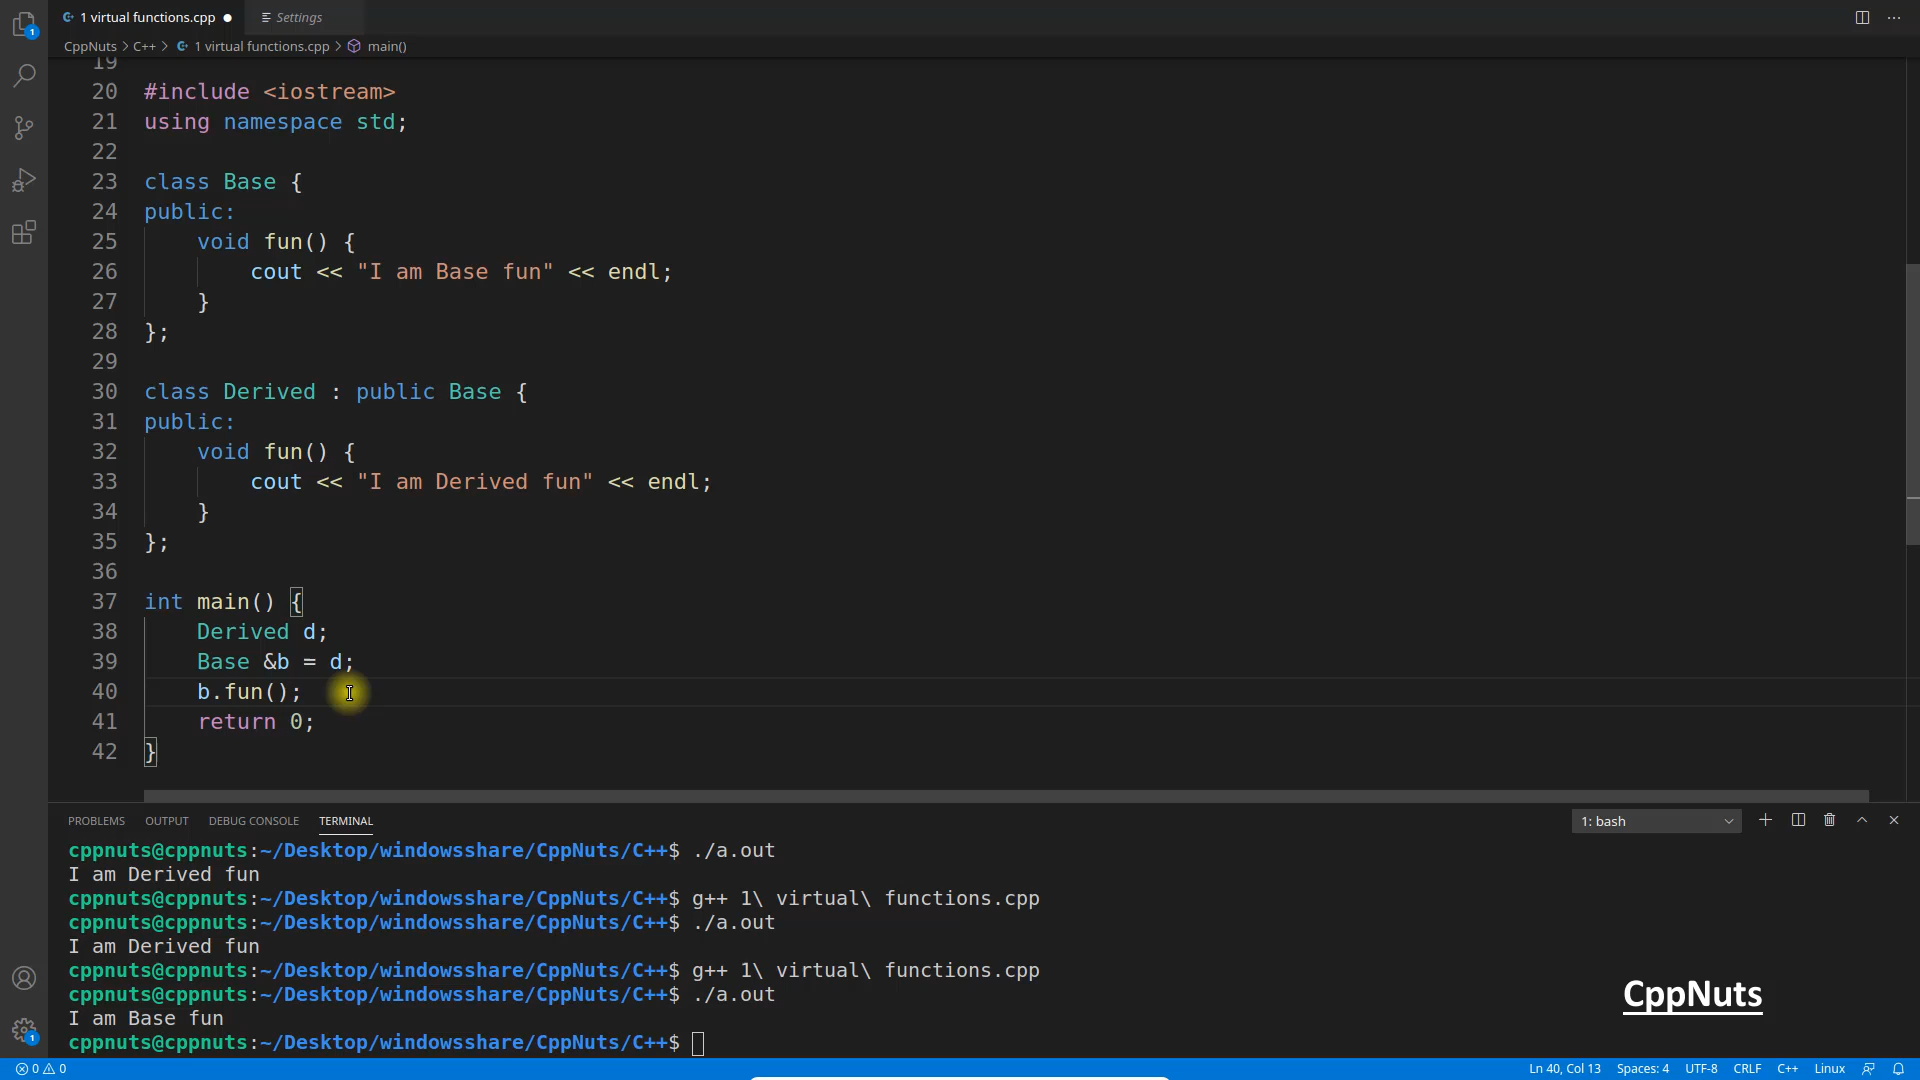 1 virtual functions.cpp
Settings
CppNuts > C++ > 1 virtual functions.cpp > main()
19
20 #include <iostream>
21 using namespace std;
22
23 class Base {
24 public:
25     void fun() {
26         cout << "I am Base fun" << endl;
27     }
28 };
29
30 class Derived : public Base {
31 public:
32     void fun() {
33         cout << "I am Derived fun" << endl;
34     }
35 };
36
37 int main() {
38     Derived d;
39     Base &b = d;
40     b.fun();
41     return 0;
42 }
PROBLEMS OUTPUT DEBUG CONSOLE TERMINAL
1: bash
cppnuts@cppnuts:~/Desktop/windowsshare/CppNuts/C++$ ./a.out
I am Derived fun
cppnuts@cppnuts:~/Desktop/windowsshare/CppNuts/C++$ g++ 1\ virtual\ functions.cpp
cppnuts@cppnuts:~/Desktop/windowsshare/CppNuts/C++$ ./a.out
I am Derived fun
cppnuts@cppnuts:~/Desktop/windowsshare/CppNuts/C++$ g++ 1\ virtual\ functions.cpp
cppnuts@cppnuts:~/Desktop/windowsshare/CppNuts/C++$ ./a.out
I am Base fun
cppnuts@cppnuts:~/Desktop/windowsshare/CppNuts/C++$
CppNuts
1
1
0 0
Ln 40, Col 13 Spaces: 4 UTF-8 CRLF C++ Linux